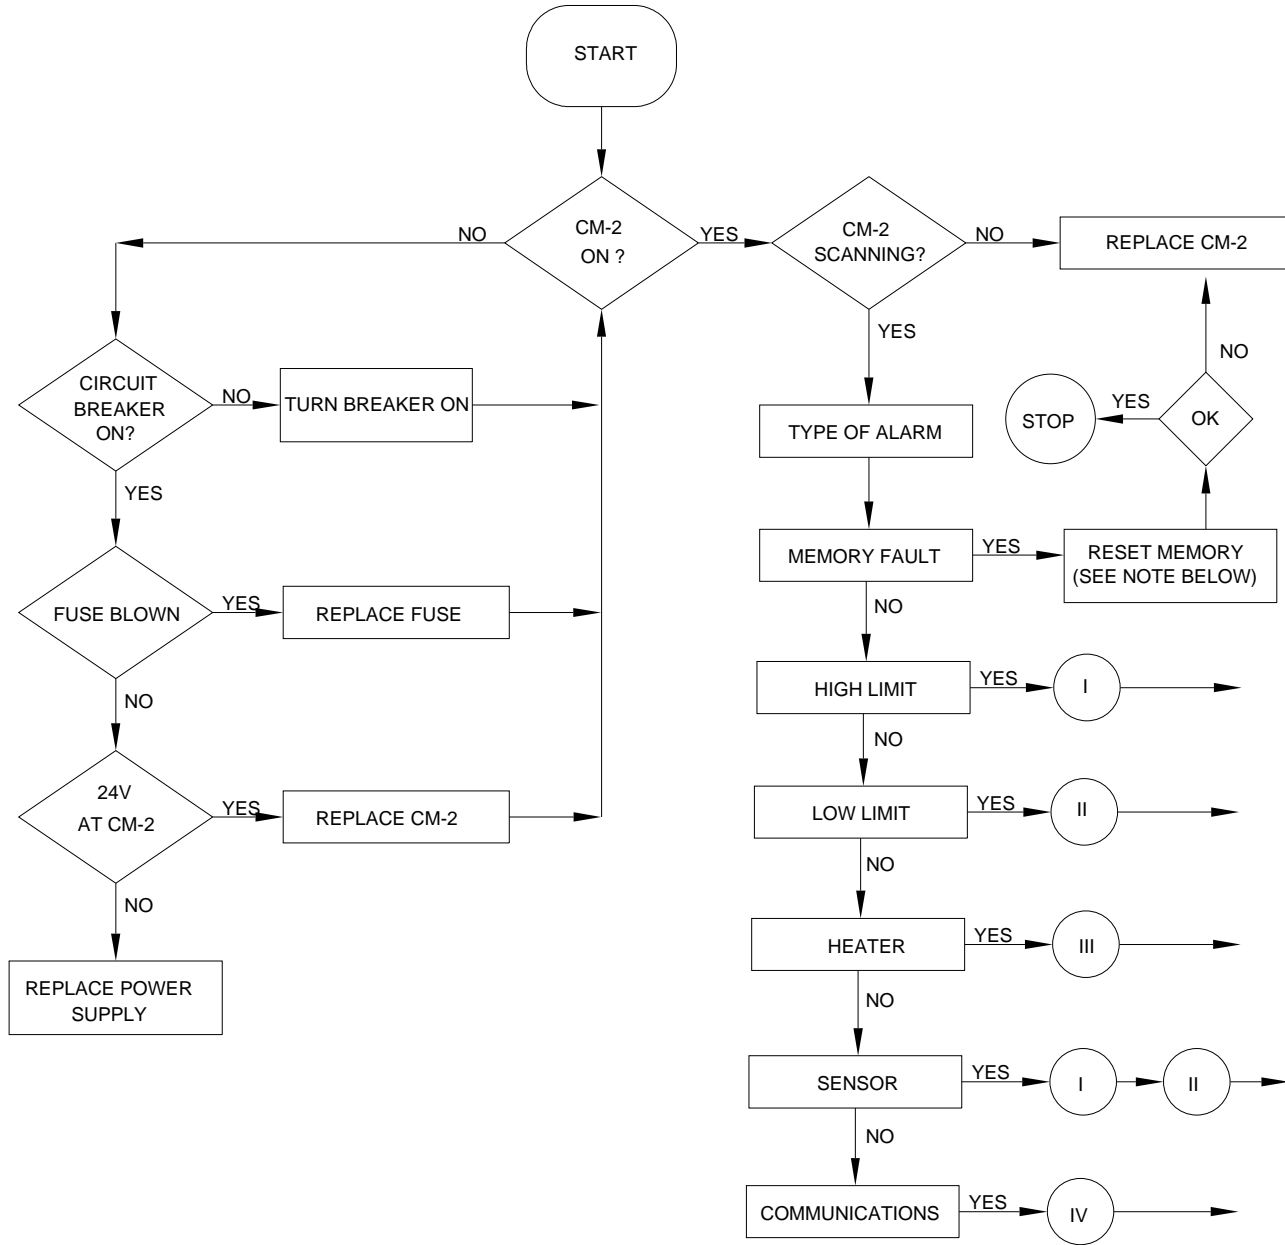 START
CM-2
ON ?
NO
YES
CM-2
SCANNING?
NO
REPLACE CM-2
YES
CIRCUIT
BREAKER
ON?
NO
TURN BREAKER ON
YES
TYPE OF ALARM
STOP
YES
OK
NO
MEMORY FAULT
YES
RESET MEMORY
(SEE NOTE BELOW)
NO
FUSE BLOWN
YES
REPLACE FUSE
NO
HIGH LIMIT
YES
I
NO
24V
AT CM-2
YES
REPLACE CM-2
NO
REPLACE POWER
SUPPLY
LOW LIMIT
YES
II
NO
HEATER
YES
III
NO
SENSOR
YES
I
II
NO
COMMUNICATIONS
YES
IV